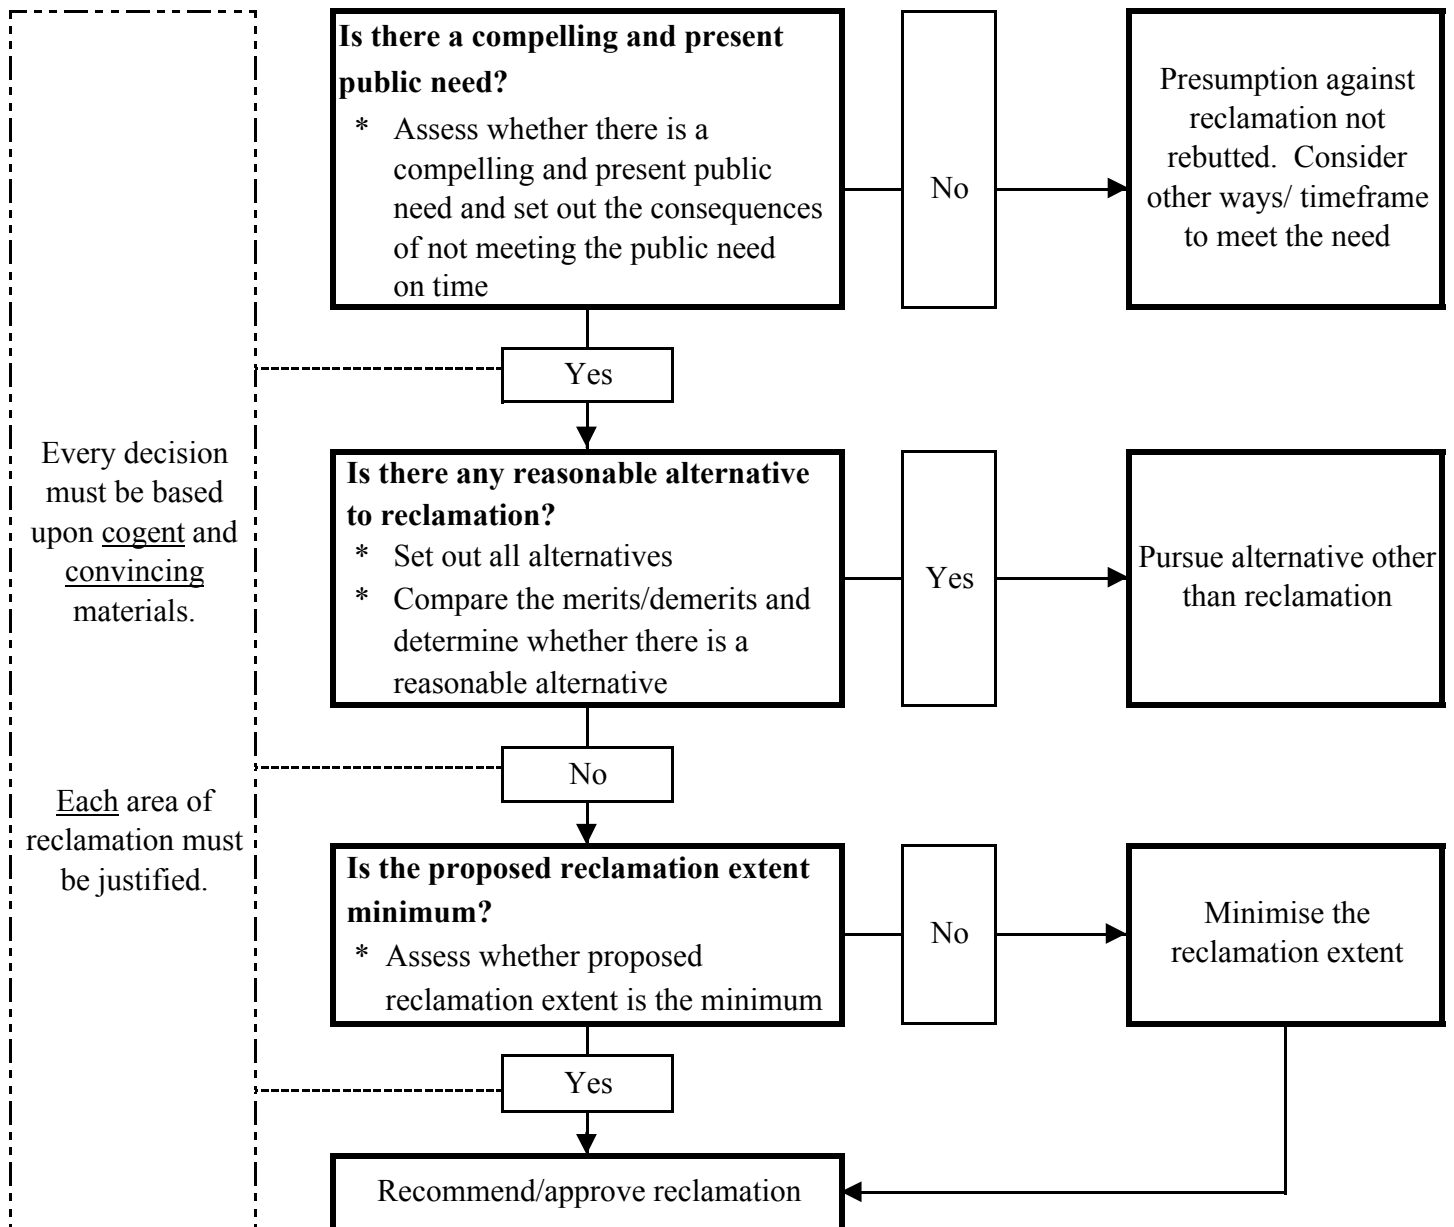 Is there a compelling and present
public need?
* Assess whether there is a
compelling and present public
need and set out the consequences
of not meeting the public need
on time
No
Presumption against
reclamation not
rebutted.  Consider
other ways/ timeframe
to meet the need
Yes
Every decision
must be based
upon cogent and
convincing
materials.
Is there any reasonable alternative
to reclamation?
* Set out all alternatives
* Compare the merits/demerits and
determine whether there is a
reasonable alternative
Yes
Pursue alternative other
than reclamation
No
Each area of
reclamation must
be justified.
Is the proposed reclamation extent
minimum?
* Assess whether proposed
reclamation extent is the minimum
No
Minimise the
reclamation extent
Yes
Recommend/approve reclamation